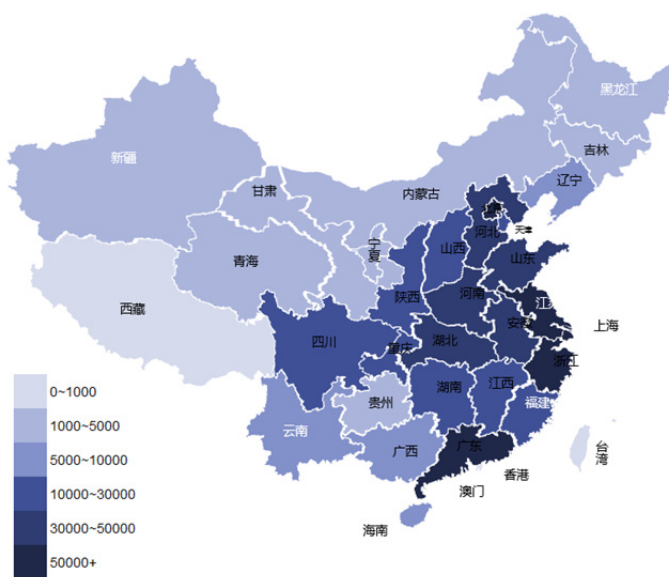 黑龙江
吉林
辽宁
新疆
甘肃
内蒙古
河北
天津
宁夏
山西
山东
青海
西藏
陕西
河南
江苏
安徽
上海
四川
重庆
湖北
浙江
贵州
湖南
江西
福建
云南
广西
广东
台湾
香港
澳门
海南
0~1000
1000~5000
5000~10000
10000~30000
30000~50000
50000+